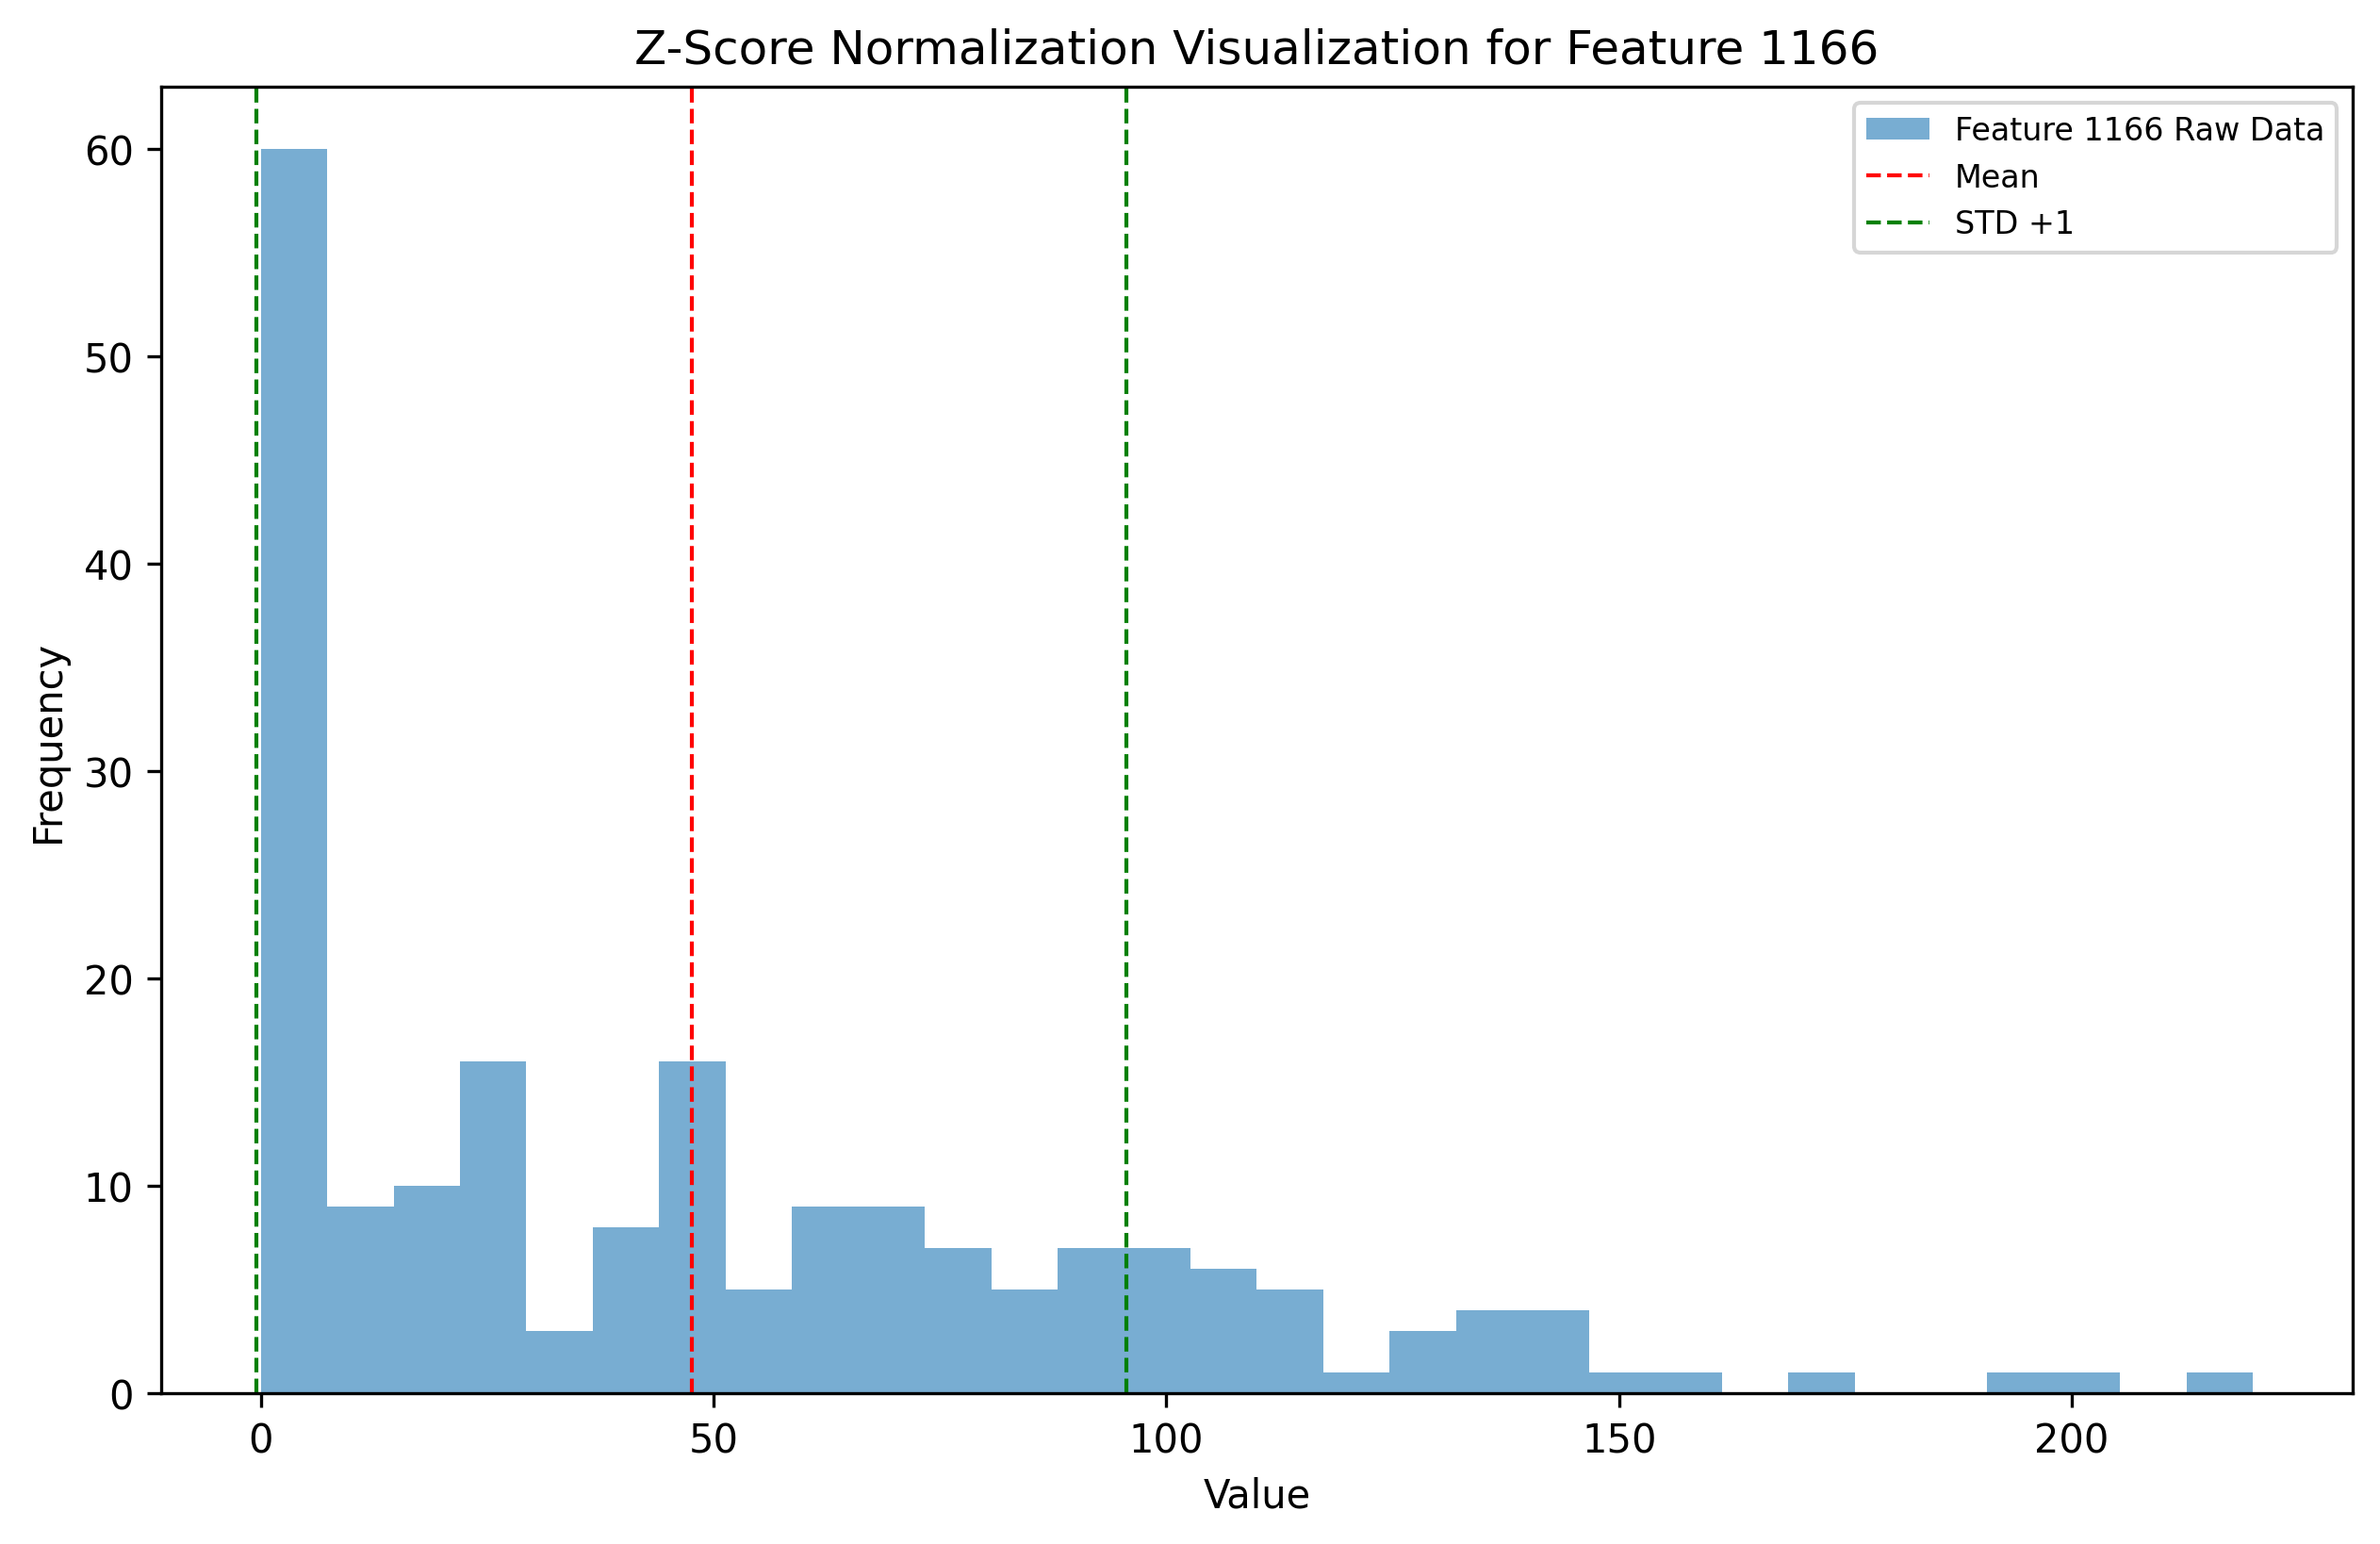 Z-Score Normalization Visualization for Feature 1166
Feature 1166 Raw Data
Mean
STD +1
60
50
40
30
20
10
0
Frequency
0 50 100 150 200
Value